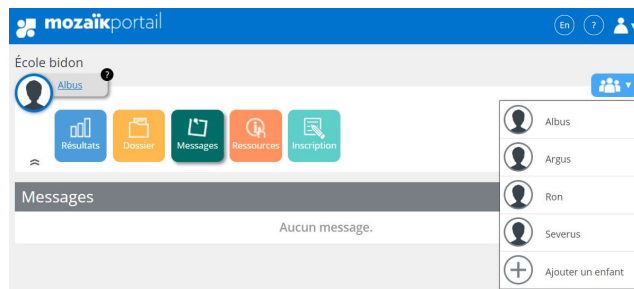 mozaïkportail
En ?
École bidon
Albus ?
Résultats Dossier Messages Ressources Inscription
Messages
Aucun message.
Albus
Argus
Ron
Severus
Ajouter un enfant